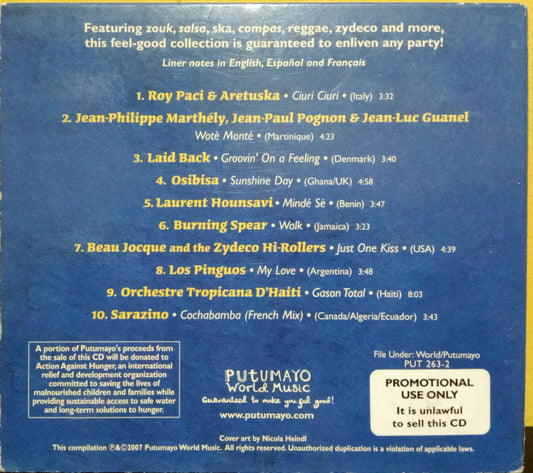 Featuring zouk, salsa, ska, compas, reggae, zydeco and more,
this feel-good collection is guaranteed to enliven any party!
Liner notes in English, Español and Français
1. Roy Paci & Aretuska • Ciuri Ciuri • (Italy) 3:32
2. Jean-Philippe Marthély, Jean-Paul Pognon & Jean-Luc Guanel
Wotè Monté • (Martinique) 4:23
3. Laid Back • Groovin' On a Feeling • (Denmark) 3:40
4. Osibisa • Sunshine Day • (Ghana/UK) 4:58
5. Laurent Hounsavi • Mindé Sè • (Benin) 3:47
6. Burning Spear • Walk • (Jamaica) 3:23
7. Beau Jocque and the Zydeco Hi-Rollers • Just One Kiss • (USA) 4:39
8. Los Pinguos • My Love • (Argentina) 3:48
9. Orchestre Tropicana D'Haiti • Gason Total • (Haiti) 8:03
10. Sarazino • Cochabamba (French Mix) • (Canada/Algeria/Ecuador) 3:43
A portion of Putumayo's proceeds from
the sale of this CD will be donated to
Action Against Hunger, an international
relief and development organization
committed to saving the lives of
malnourished children and families while
providing sustainable access to safe water
and long-term solutions to hunger.
PUTUMAYO
World Music
Guaranteed to make you feel good!
www.putumayo.com
File Under: World/Putumayo
PUT 263-2
PROMOTIONAL
USE ONLY
It is unlawful
to sell this CD
Cover art by Nicola Heindl
This compilation ℗&©2007 Putumayo World Music. All rights reserved. Unauthorized duplication is a violation of applicable laws.